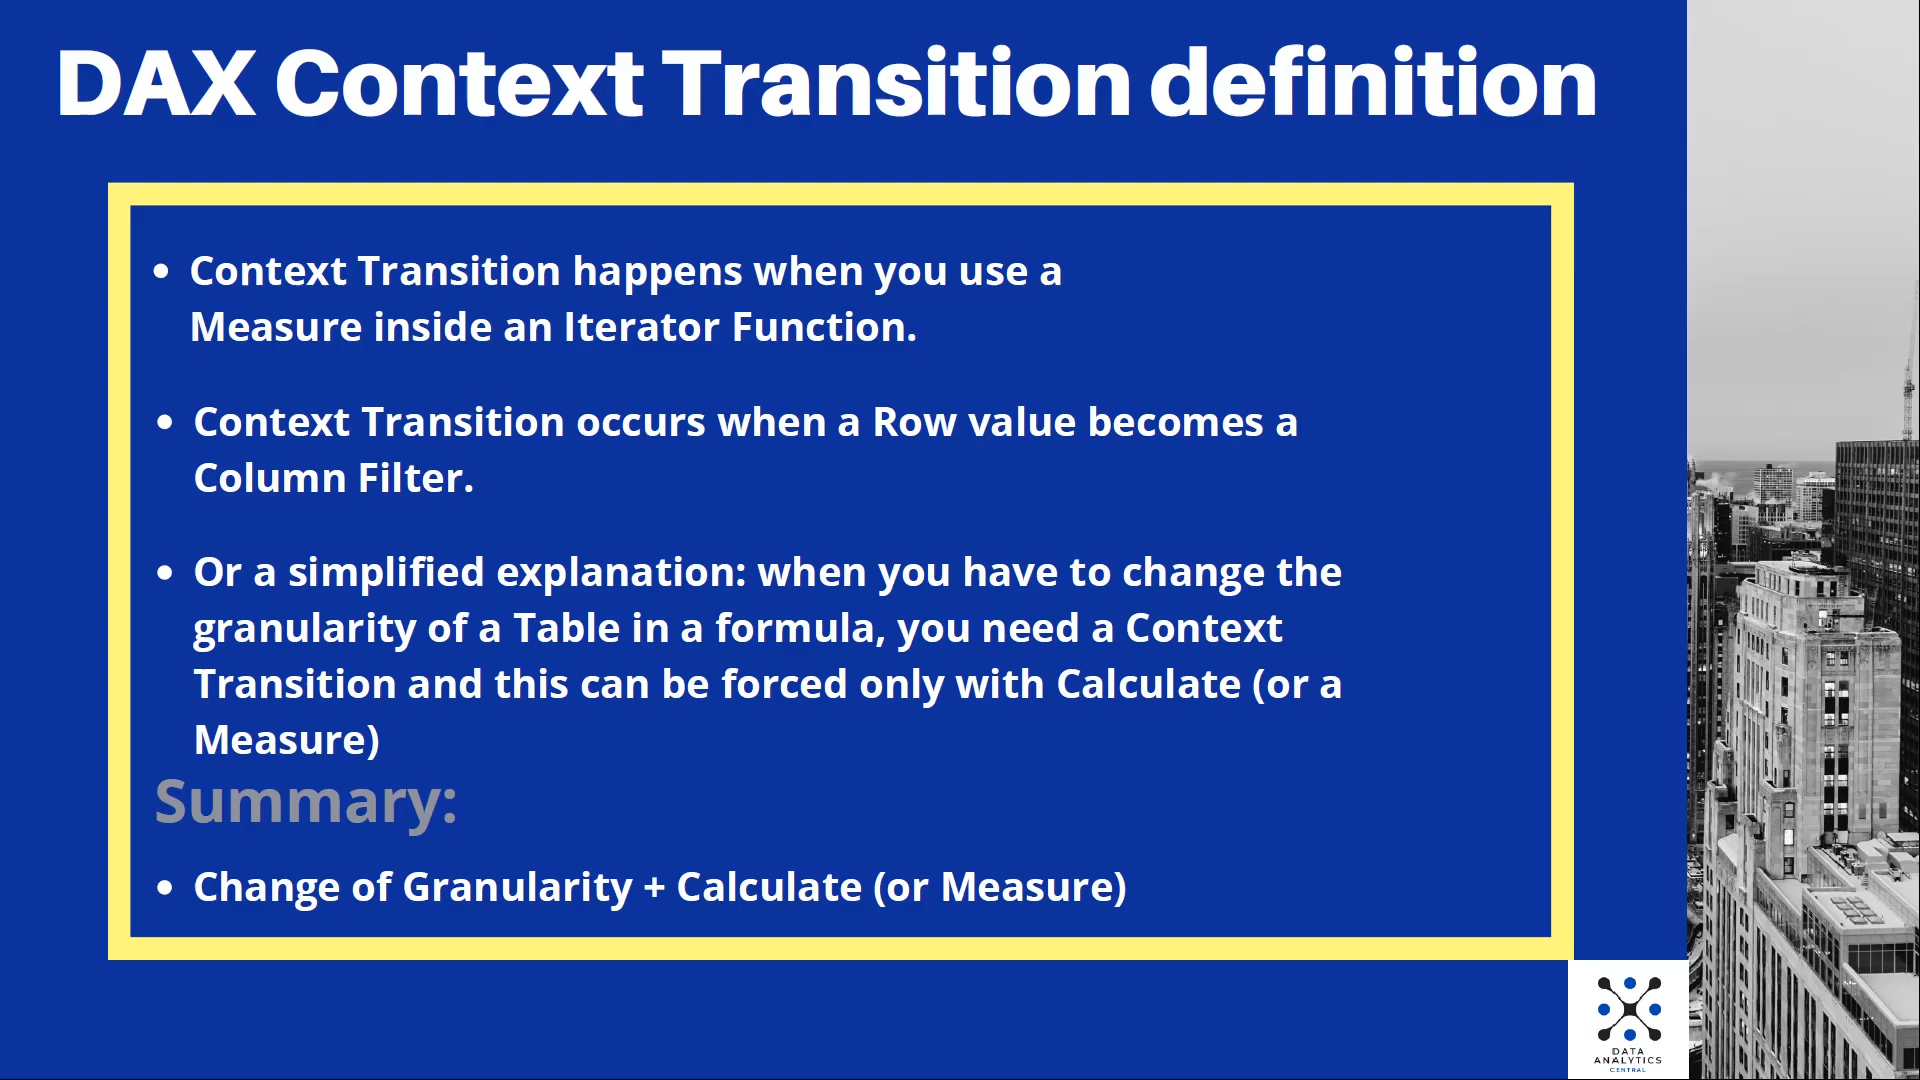 DAX Context Transition definition
• Context Transition happens when you use a
Measure inside an Iterator Function.
• Context Transition occurs when a Row value becomes a
Column Filter.
• Or a simplified explanation: when you have to change the
granularity of a Table in a formula, you need a Context
Transition and this can be forced only with Calculate (or a
Measure)
Summary:
• Change of Granularity + Calculate (or Measure)
DATA
ANALYTICS
CENTRAL